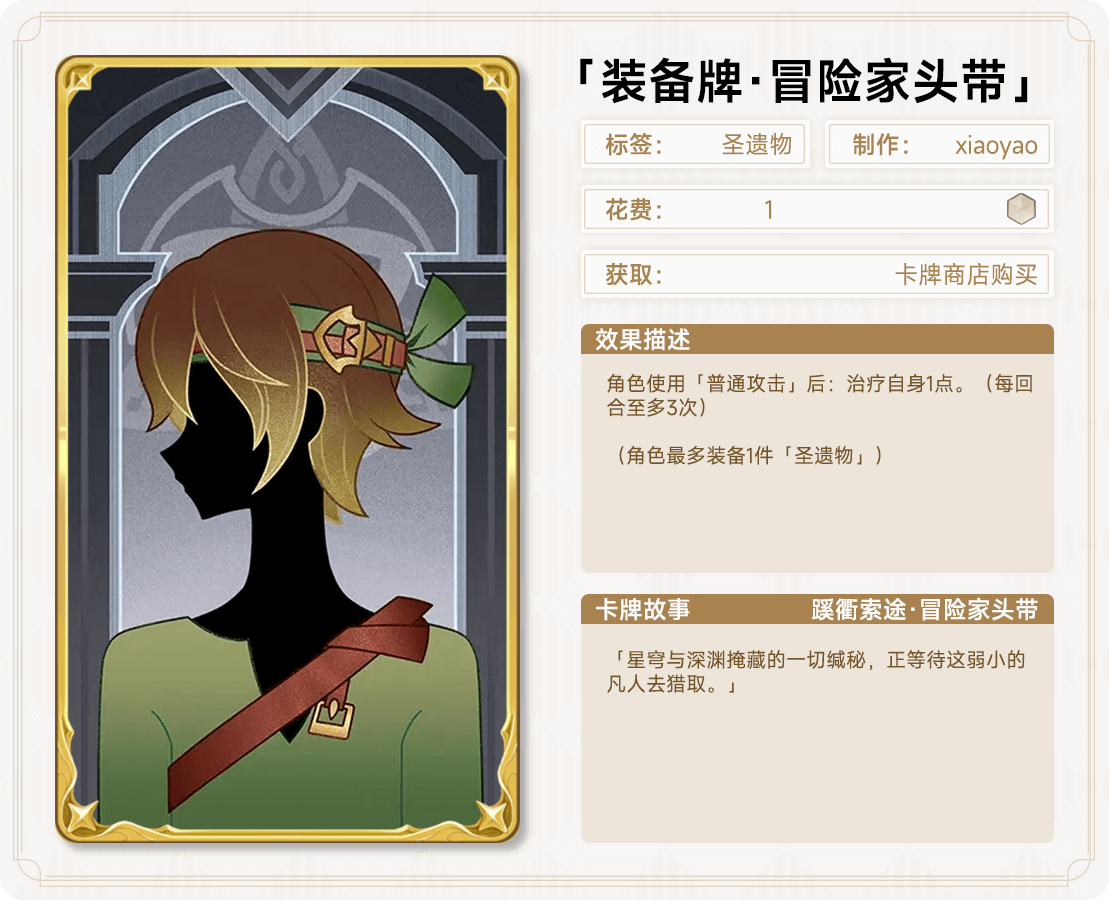 「装备牌·冒险家头带」
标签： 圣遗物 制作： xiaoyao
花费： 1
获取： 卡牌商店购买
效果描述
角色使用「普通攻击」后：治疗自身1点。（每回
合至多3次）
（角色最多装备1件「圣遗物」）
卡牌故事 蹊衢索途·冒险家头带
「星穹与深渊掩藏的一切缄秘，正等待这弱小的
凡人去猎取。」